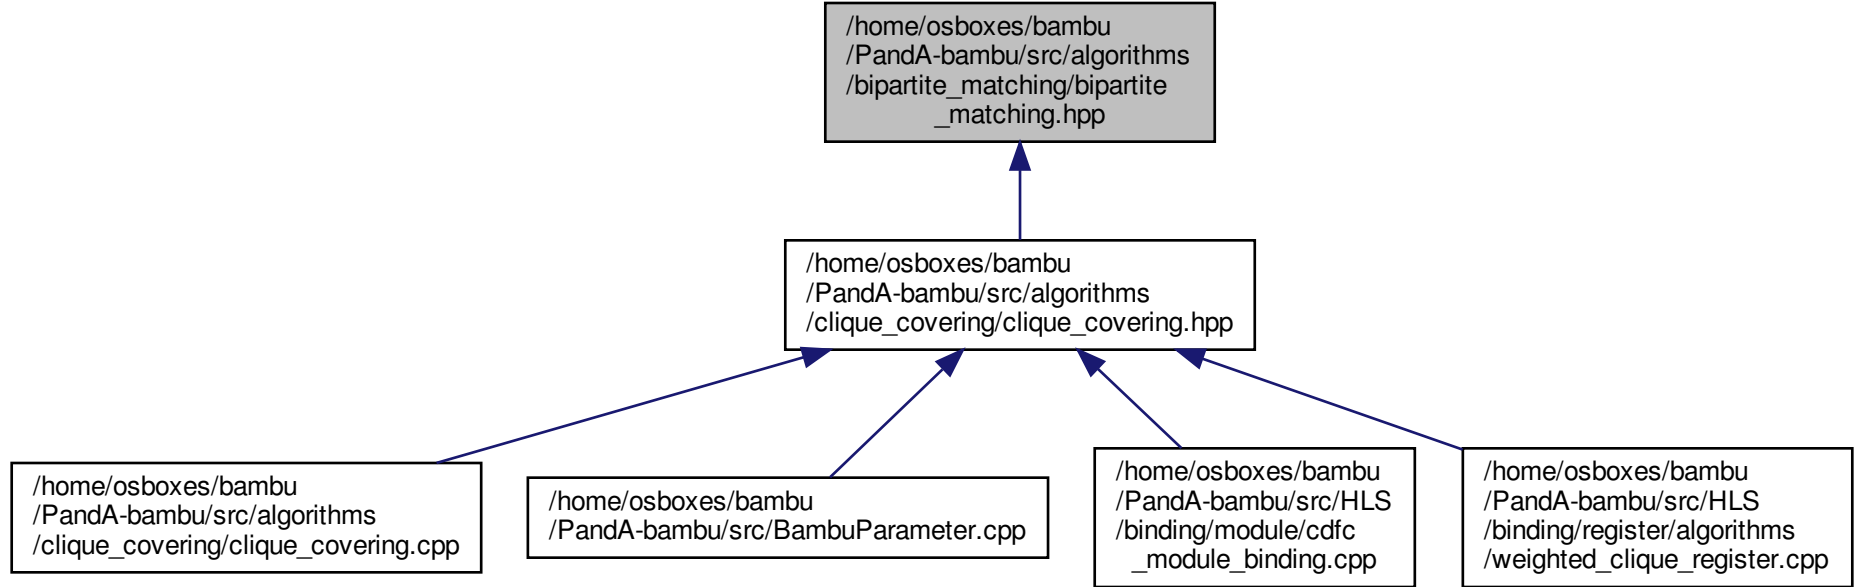 /home/osboxes/bambu
/PandA-bambu/src/algorithms
/bipartite_matching/bipartite
_matching.hpp
/home/osboxes/bambu
/PandA-bambu/src/algorithms
/clique_covering/clique_covering.hpp
/home/osboxes/bambu
/PandA-bambu/src/algorithms
/clique_covering/clique_covering.cpp
/home/osboxes/bambu
/PandA-bambu/src/BambuParameter.cpp
/home/osboxes/bambu
/PandA-bambu/src/HLS
/binding/module/cdfc
_module_binding.cpp
/home/osboxes/bambu
/PandA-bambu/src/HLS
/binding/register/algorithms
/weighted_clique_register.cpp